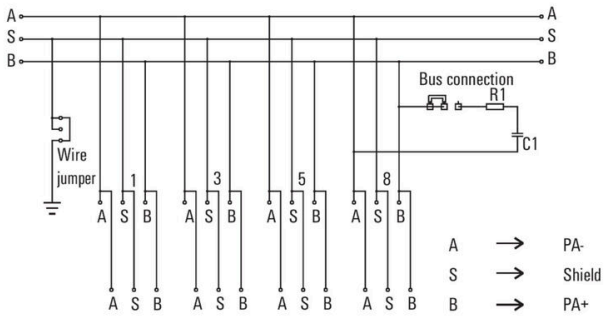 A A
S S
B B
Bus connection
R1
C1
Wire
jumper
1 3 5 8
A S B A S B A S B A S B
A S B A S B A S B A S B
A → PA-
S → Shield
B → PA+